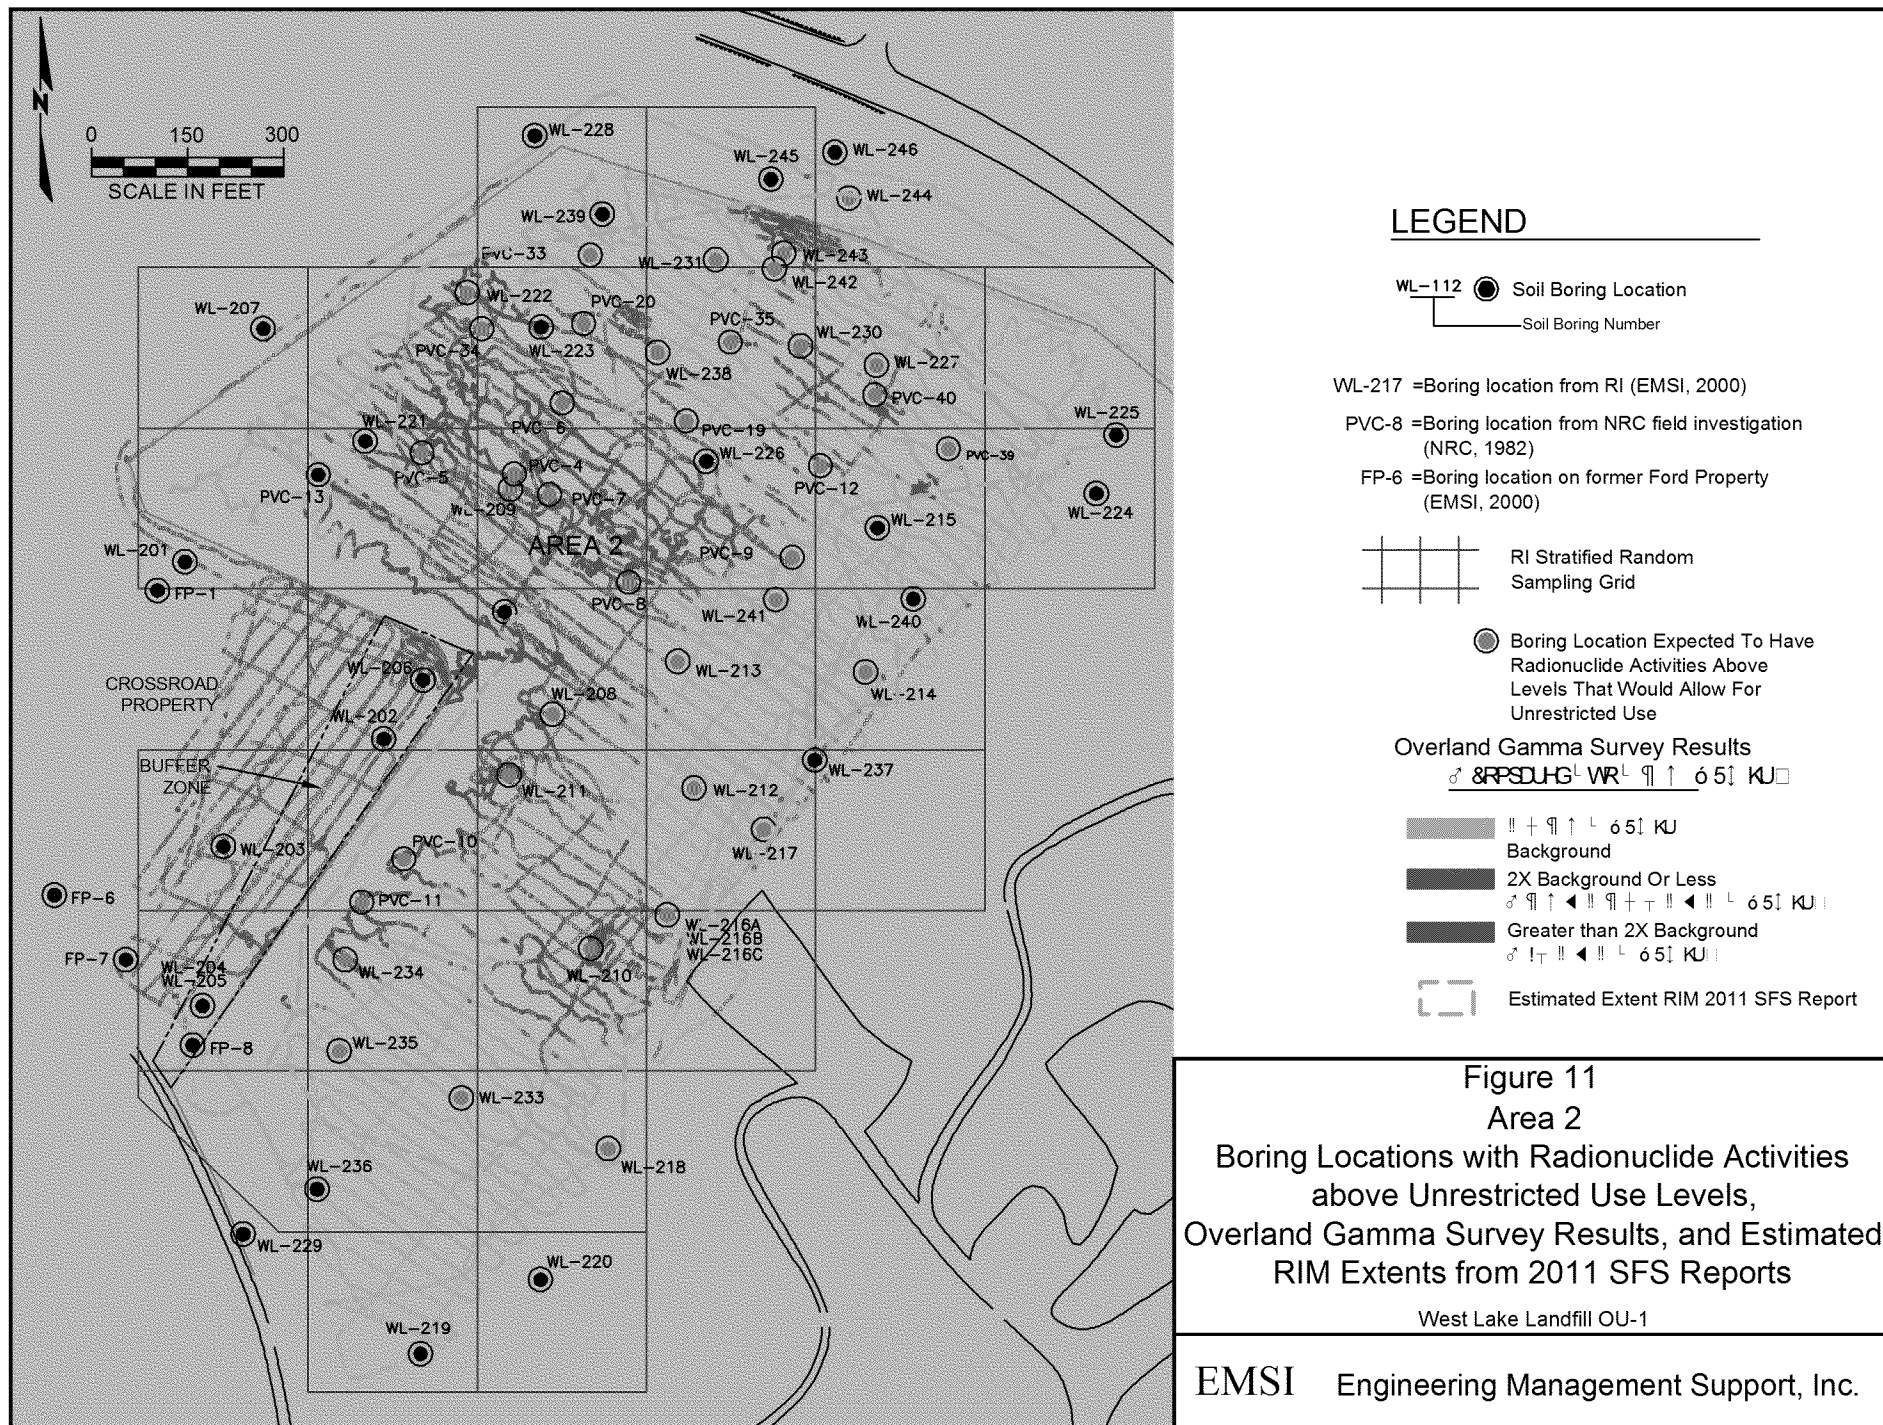 N
0 150 300
SCALE IN FEET
WL-228
WL-245
WL-246
WL-244
WL-239
PVC-33
WL-231
WL-243
WL-242
WL-222
PVC-20
WL-207
PVC-35
WL-230
PVC-34
WL-223
WL-238
WL-227
PVC-40
WL-225
WL-221
PVC-6
PVC-19
WL-226
PVC-39
PVC-5
PVC-4
PVC-13
PVC-12
WL-209
PVC-7
WL-224
WL-215
AREA 2
WL-201
PVC-9
FP-1
PVC-8
WL-241
WL-240
WL-206
WL-213
CROSSROAD
PROPERTY
WL-214
WL-208
WL-202
BUFFER
ZONE
WL-237
WL-211
WL-212
WL-203
PVC-10
WL-217
FP-6
PVC-11
WL-216A
WL-216B
WL-216C
FP-7
WL-204
WL-205
WL-234
WL-210
FP-8
WL-235
WL-233
WL-218
WL-236
WL-229
WL-220
WL-219
LEGEND
WL-112 Soil Boring Location
Soil Boring Number
WL-217 =Boring location from RI (EMSI, 2000)
PVC-8 =Boring location from NRC field investigation
(NRC, 1982)
FP-6 =Boring location on former Ford Property
(EMSI, 2000)
RI Stratified Random
Sampling Grid
Boring Location Expected To Have
Radionuclide Activities Above
Levels That Would Allow For
Unrestricted Use
Overland Gamma Survey Results
Background
2X Background Or Less
Greater than 2X Background
Estimated Extent RIM 2011 SFS Report
Figure 11
Area 2
Boring Locations with Radionuclide Activities
above Unrestricted Use Levels,
Overland Gamma Survey Results, and Estimated
RIM Extents from 2011 SFS Reports
West Lake Landfill OU-1
EMSI Engineering Management Support, Inc.